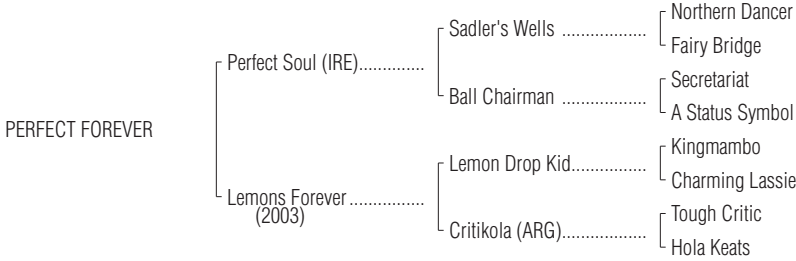 Northern Dancer
Sadler's Wells ..................
Fairy Bridge
Perfect Soul (IRE)..............
Secretariat
Ball Chairman ..................
A Status Symbol
PERFECT FOREVER
Kingmambo
Lemon Drop Kid................
Charming Lassie
Lemons Forever ................
(2003)
Tough Critic
Critikola (ARG)..................
Hola Keats